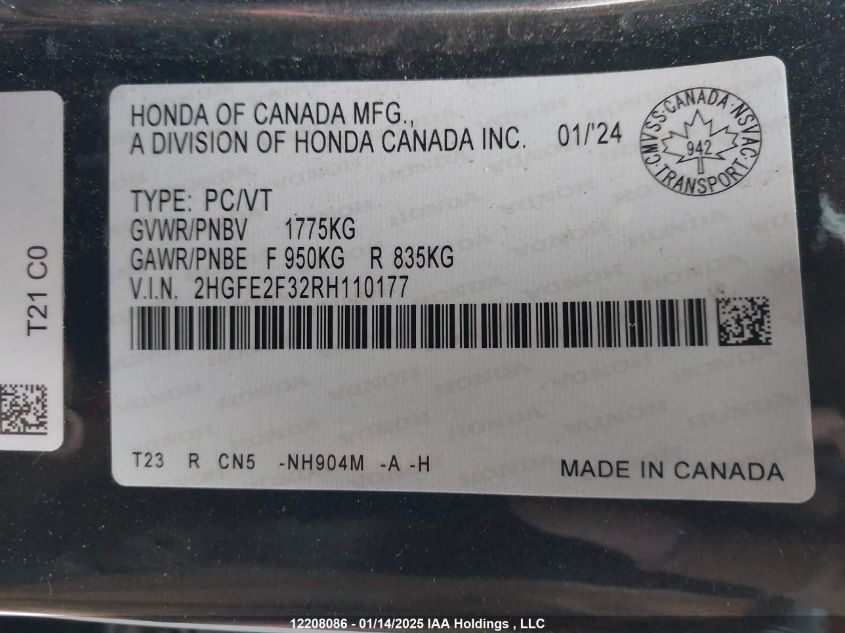 HONDA OF CANADA MFG.,
A DIVISION OF HONDA CANADA INC. 01/'24
CMVSS·CANADA·NSVAC·TRANSPORT·
942
TYPE: PC/VT
GVWR/PNBV 1775KG
GAWR/PNBE F 950KG R 835KG
V.I.N. 2HGFE2F32RH110177
T23 R CN5 -NH904M -A -H
MADE IN CANADA
T21 C0
HONDA
12208086 - 01/14/2025 IAA Holdings , LLC